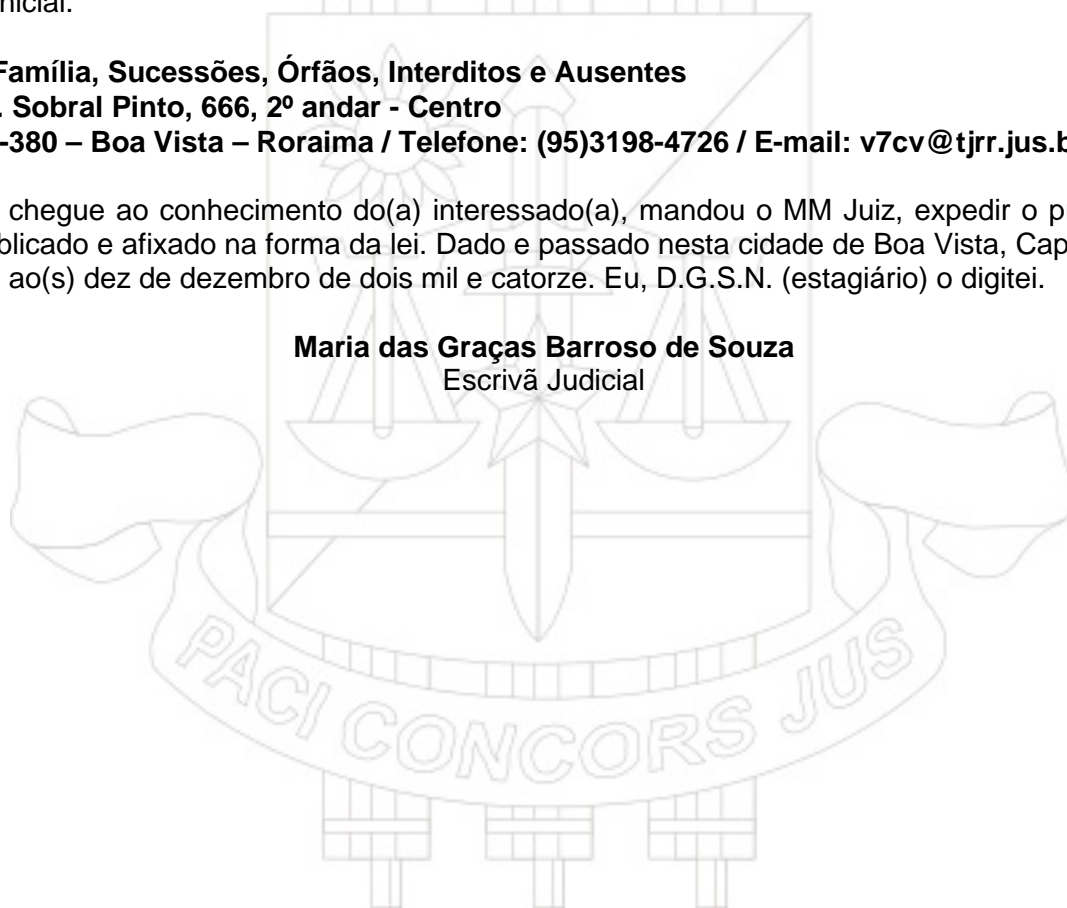 nicial.
Família, Sucessões, Órfãos, Interditos e Ausentes
. Sobral Pinto, 666, 2º andar - Centro
-380 – Boa Vista – Roraima / Telefone: (95)3198-4726 / E-mail: v7cv@tjrr.jus.b
chegue ao conhecimento do(a) interessado(a), mandou o MM Juiz, expedir o p
blicado e afixado na forma da lei. Dado e passado nesta cidade de Boa Vista, Cap
ao(s) dez de dezembro de dois mil e catorze. Eu, D.G.S.N. (estagiário) o digitei.
Maria das Graças Barroso de Souza
Escrivã Judicial
PACI CONCORS JUS